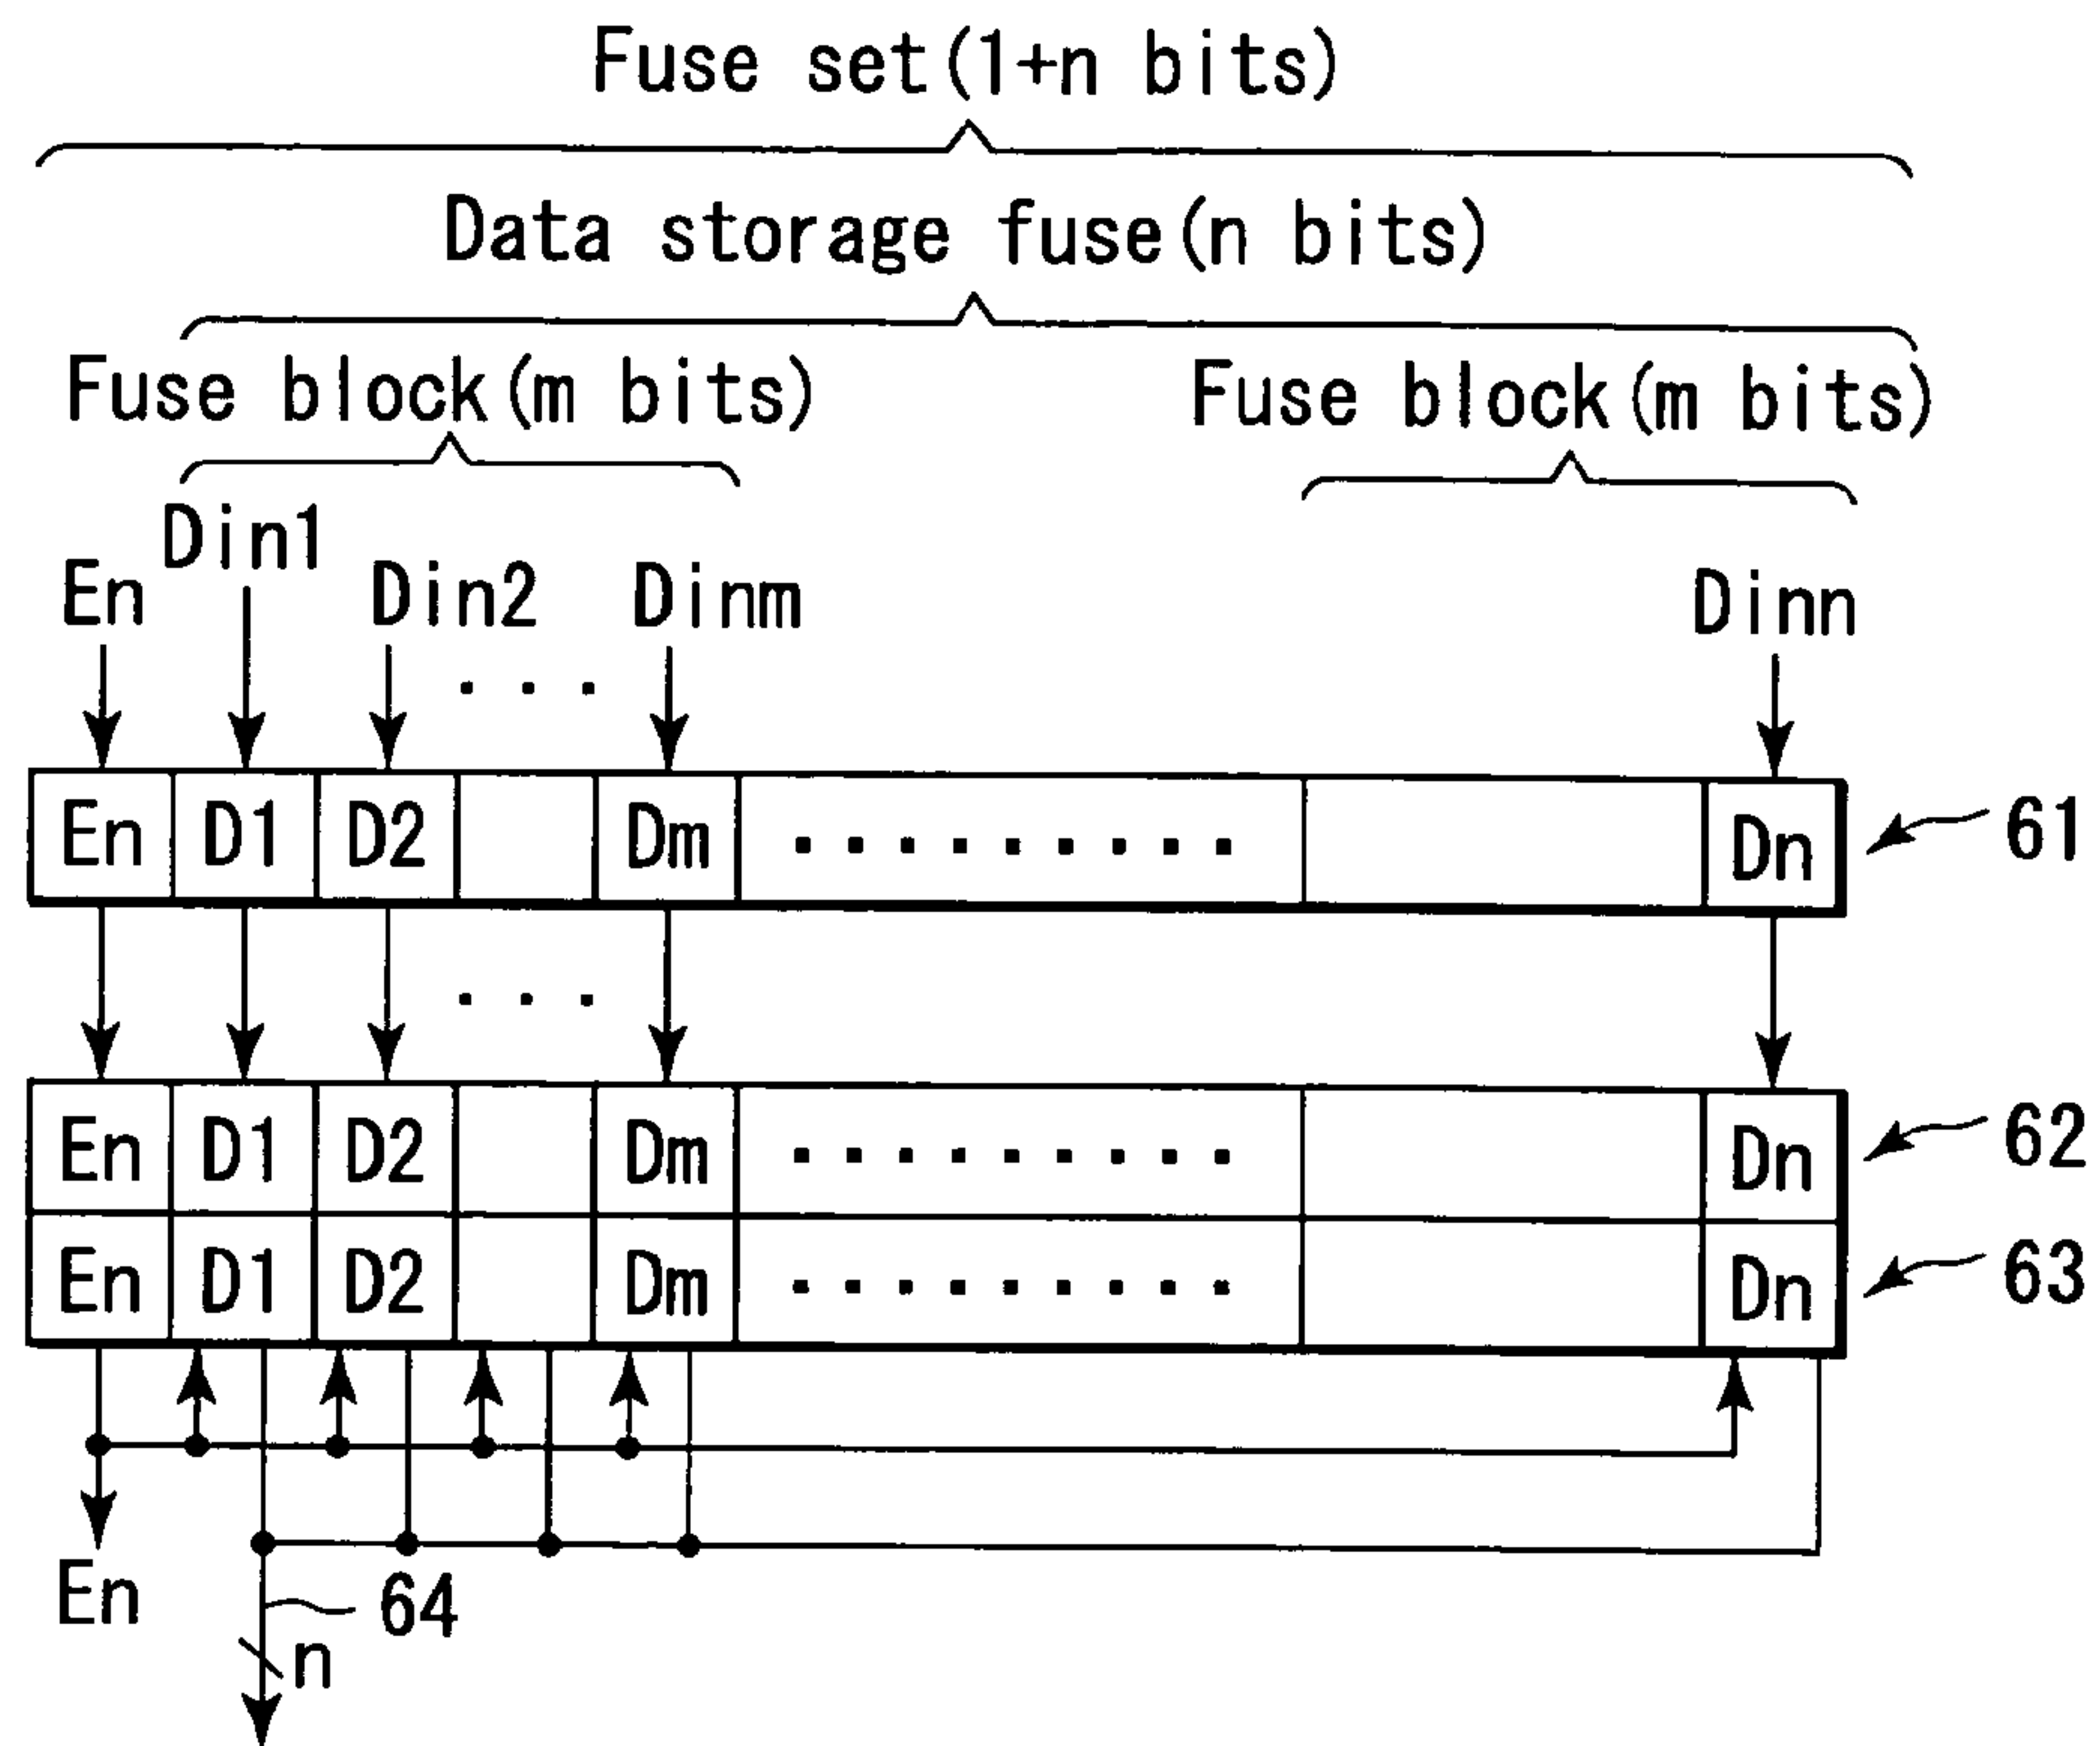 Fuse set(1+n bits)
Data storage fuse(n bits)
Fuse block(m bits) Fuse block(m bits)
En Din1 Din2 Dinm Dinn
. . .
En D1 D2 Dm ......... Dn 61
. . .
En D1 D2 Dm ......... Dn 62
En D1 D2 Dm ......... Dn 63
En 64
n